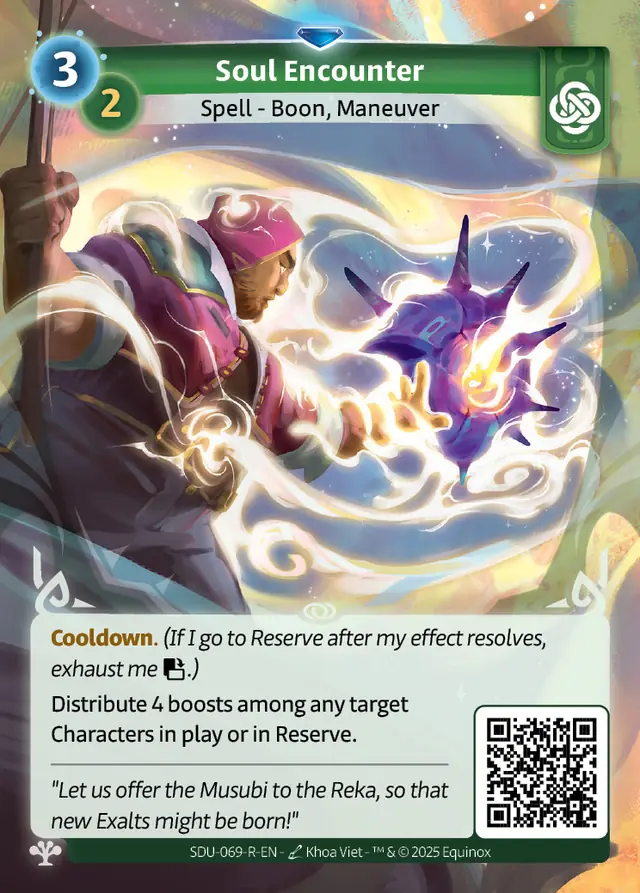 3
Soul Encounter
2
Spell - Boon, Maneuver
Cooldown. (If I go to Reserve after my effect resolves,
exhaust me .)
Distribute 4 boosts among any target
Characters in play or in Reserve.
"Let us offer the Musubi to the Reka, so that
new Exalts might be born!"
SDU-069-R-EN - Khoa Viet - ™ & © 2025 Equinox